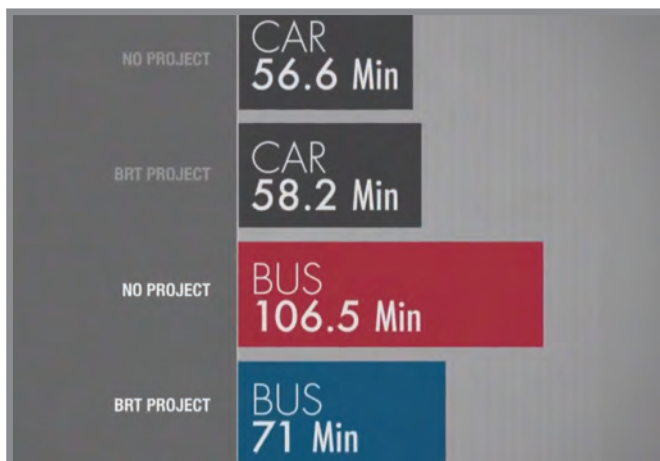 NO PROJECT
CAR
56.6 Min
BRT PROJECT
CAR
58.2 Min
NO PROJECT
BUS
106.5 Min
BRT PROJECT
BUS
71 Min